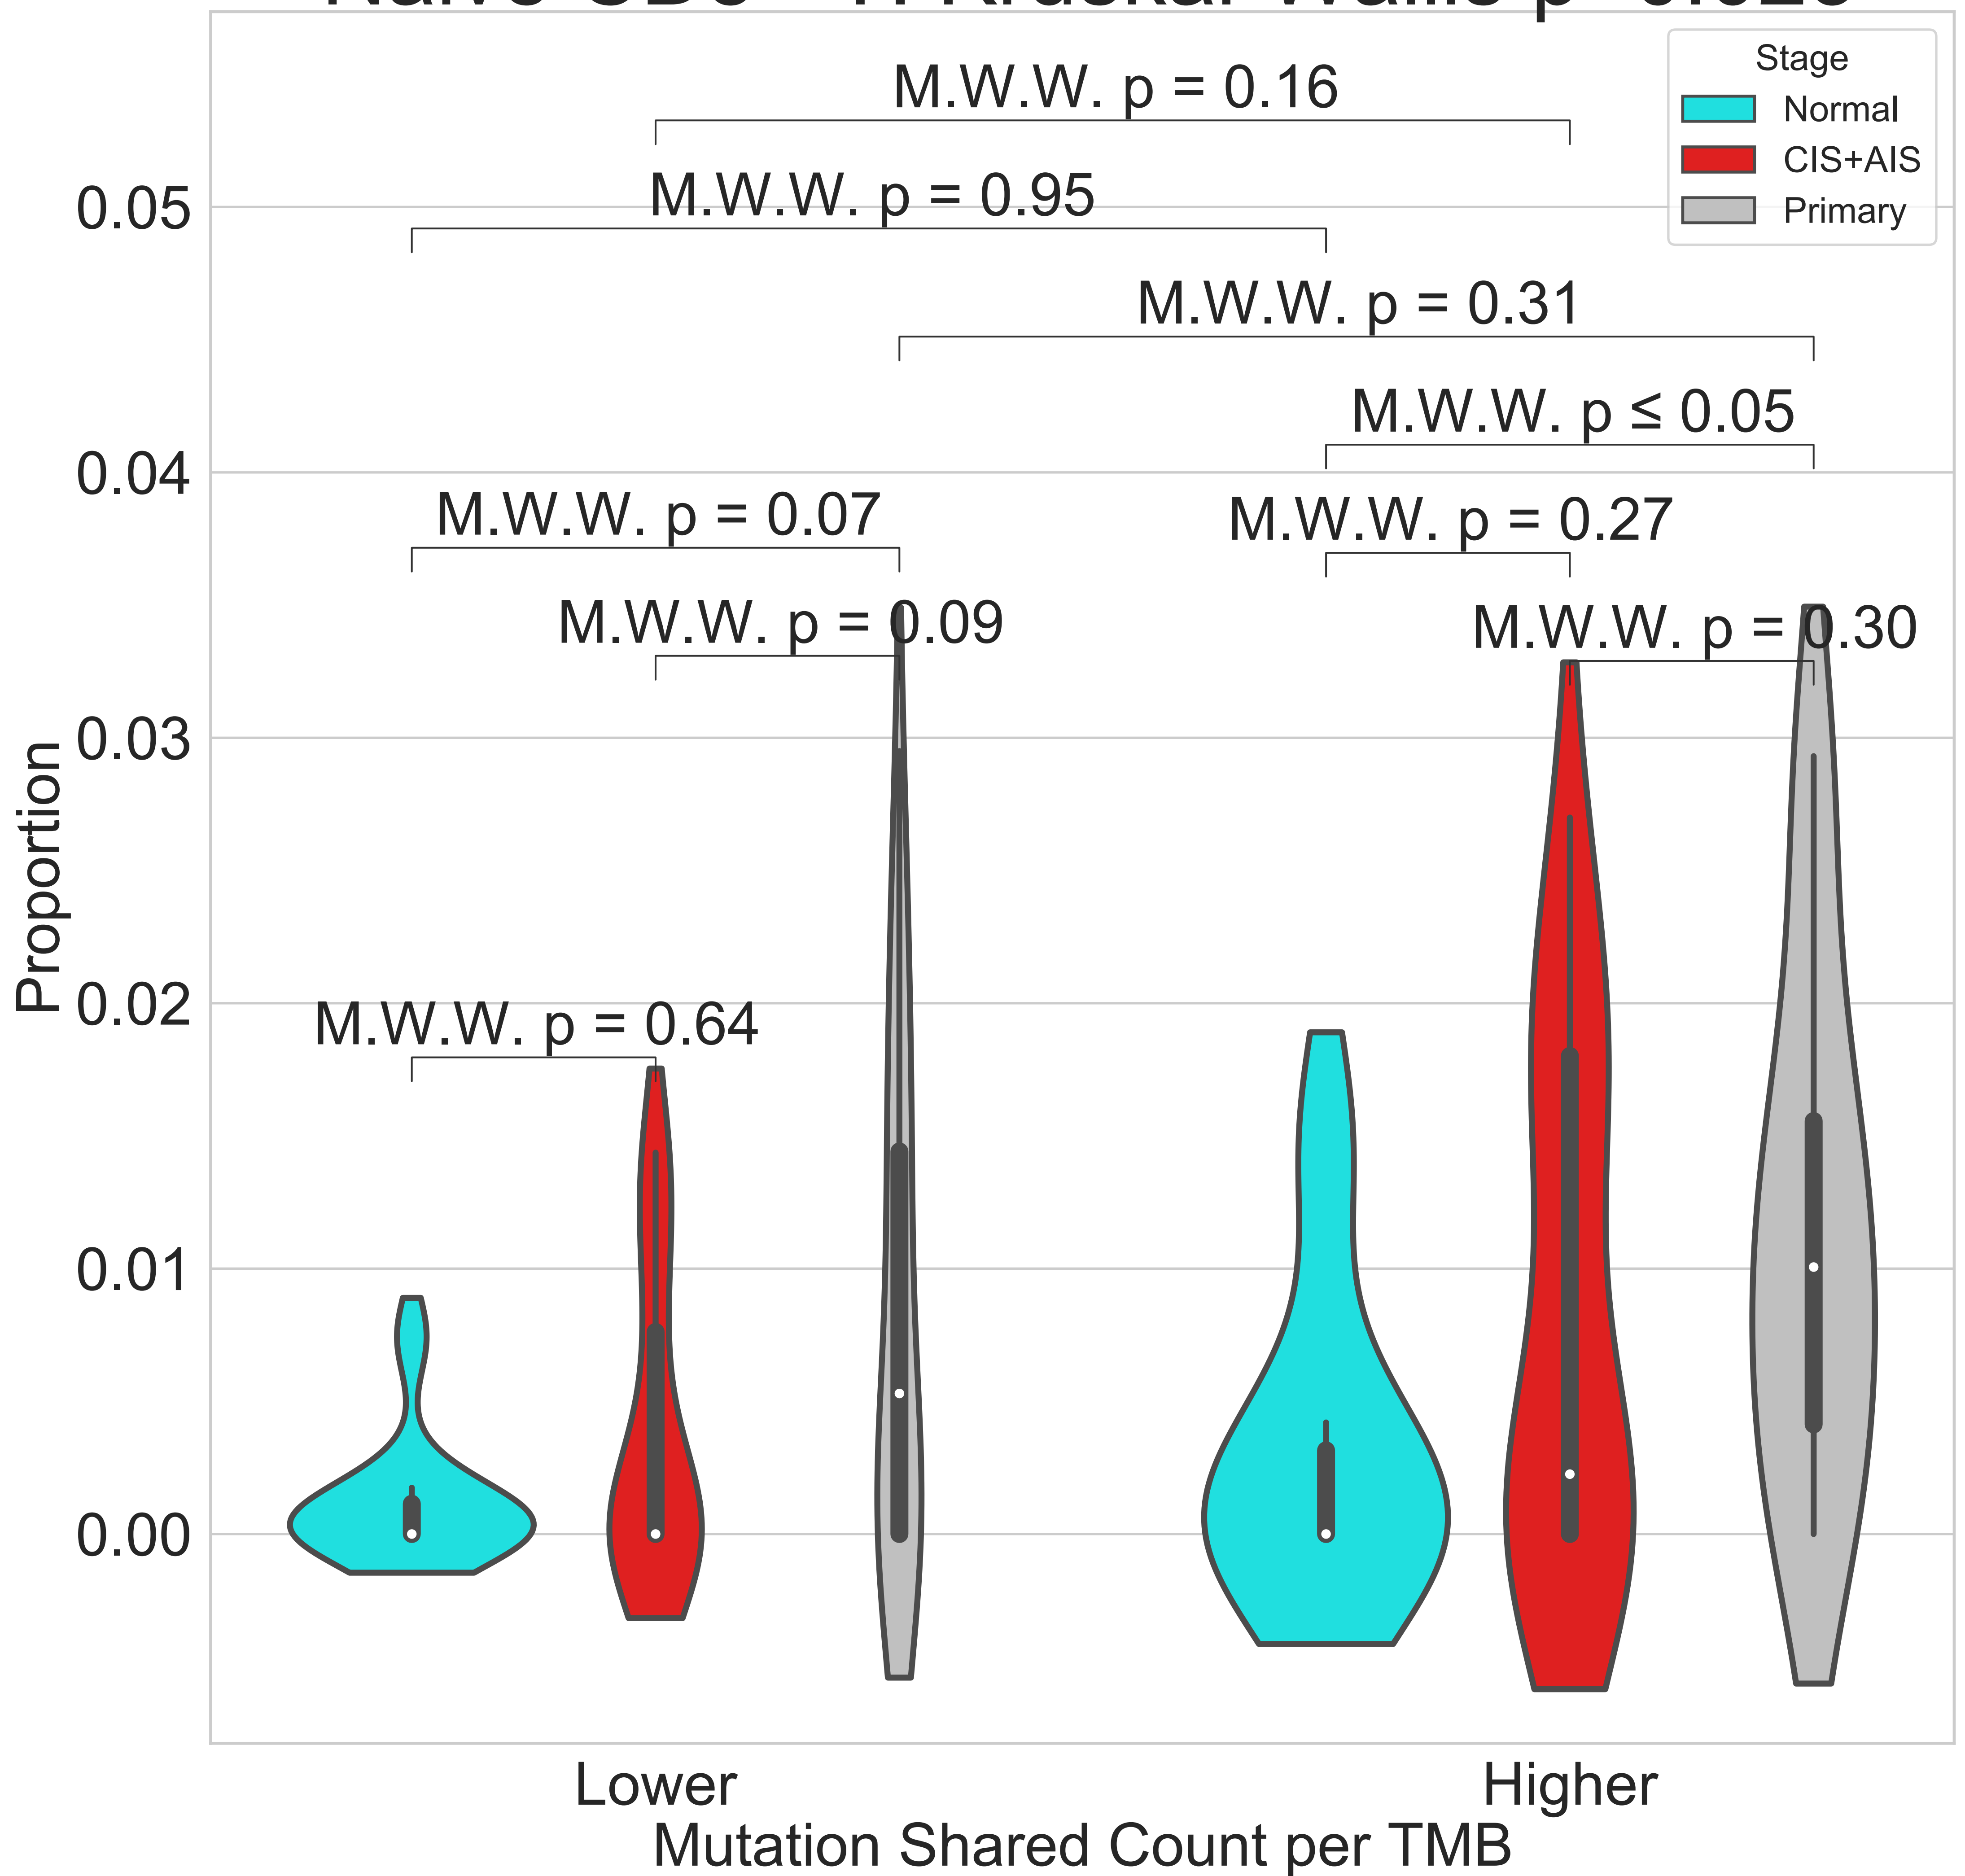 Stage
Normal
CIS+AIS
Primary
M.W.W. p = 0.16
M.W.W. p = 0.95
M.W.W. p = 0.31
M.W.W. p ≤ 0.05
M.W.W. p = 0.07
M.W.W. p = 0.27
M.W.W. p = 0.09
M.W.W. p = 0.30
M.W.W. p = 0.64
0.05
0.04
0.03
0.02
0.01
0.00
Proportion
Lower
Higher
Mutation Shared Count per TMB